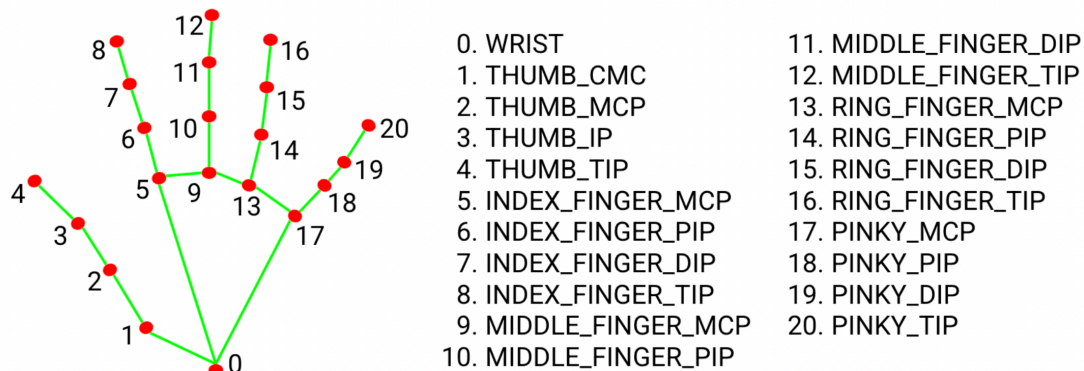 12
8
16
11
7
15
10
6
20
14
4
19
5
9
13
18
3
17
2
1
0
0. WRIST
1. THUMB_CMC
2. THUMB_MCP
3. THUMB_IP
4. THUMB_TIP
5. INDEX_FINGER_MCP
6. INDEX_FINGER_PIP
7. INDEX_FINGER_DIP
8. INDEX_FINGER_TIP
9. MIDDLE_FINGER_MCP
10. MIDDLE_FINGER_PIP
11. MIDDLE_FINGER_DIP
12. MIDDLE_FINGER_TIP
13. RING_FINGER_MCP
14. RING_FINGER_PIP
15. RING_FINGER_DIP
16. RING_FINGER_TIP
17. PINKY_MCP
18. PINKY_PIP
19. PINKY_DIP
20. PINKY_TIP